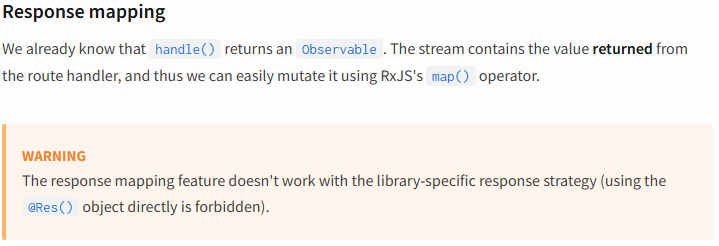 Response mapping
We already know that handle() returns an Observable. The stream contains the value returned from
the route handler, and thus we can easily mutate it using RxJS's map() operator.
WARNING
The response mapping feature doesn't work with the library-specific response strategy (using the
@Res() object directly is forbidden).